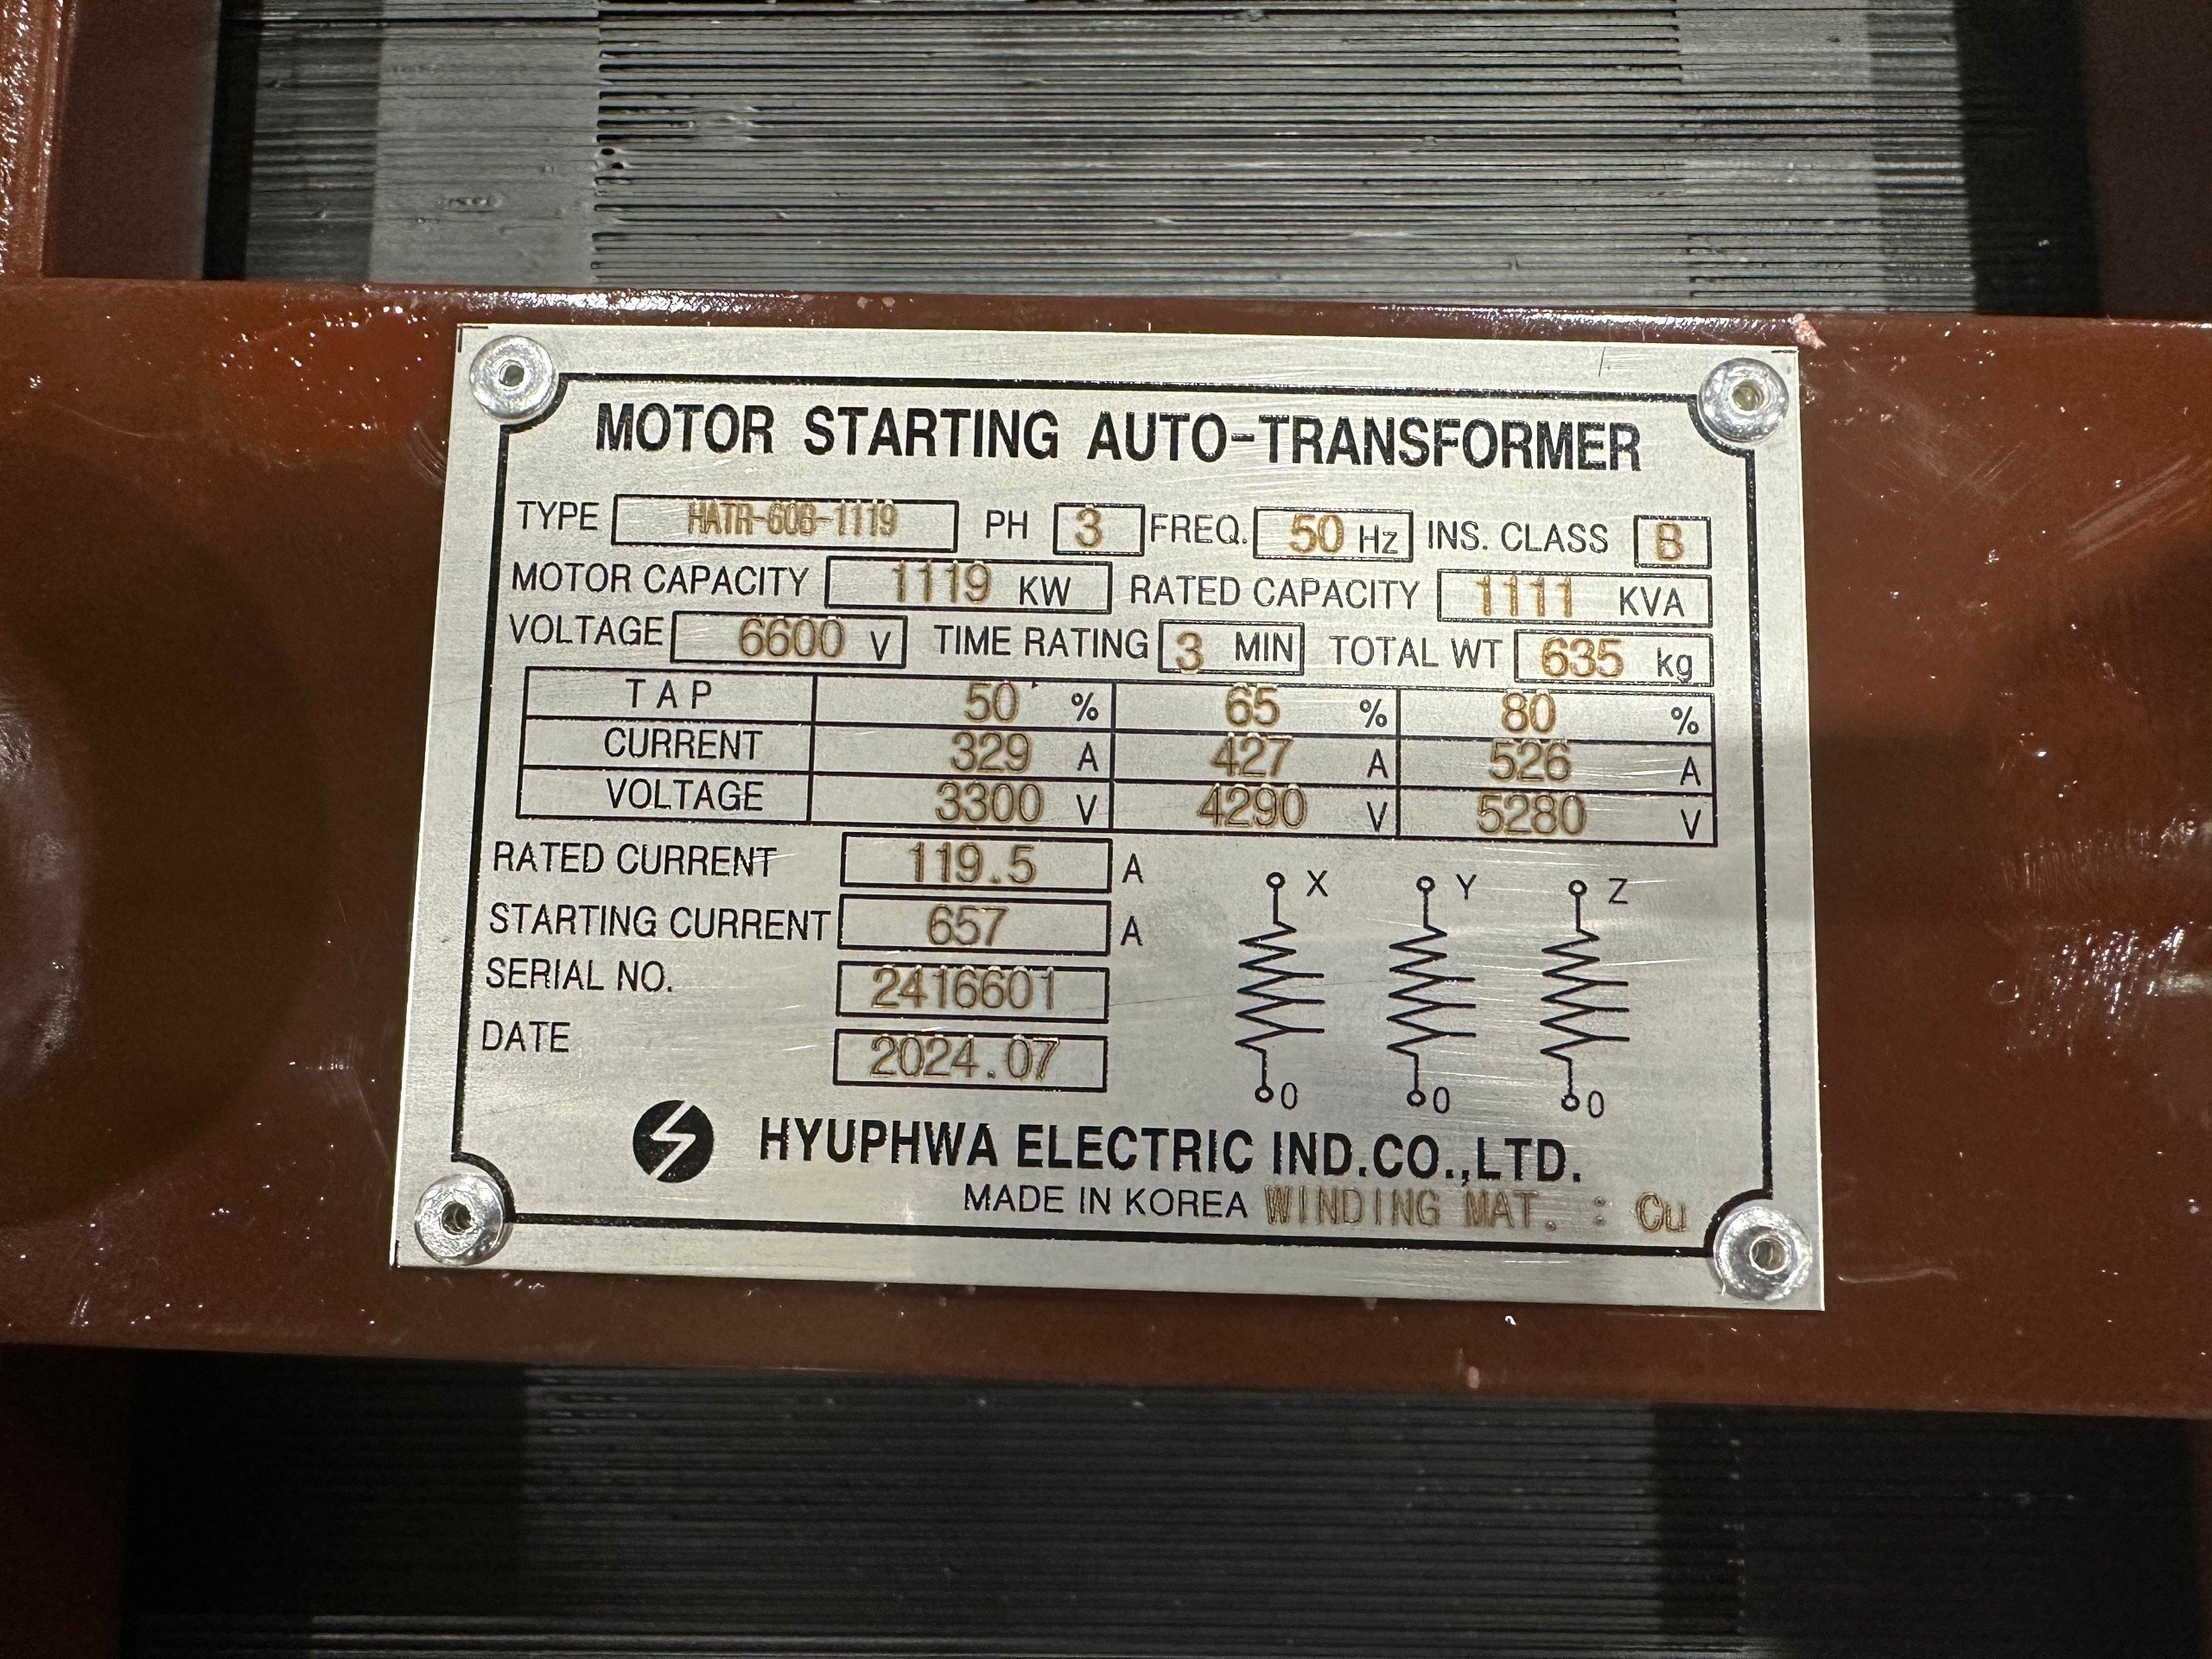 MOTOR STARTING AUTO-TRANSFORMER
TYPE HATR-60B-1119 PH 3 FREQ. 50 Hz INS. CLASS B
MOTOR CAPACITY 1119 KW RATED CAPACITY 1111 KVA
VOLTAGE 6600 V TIME RATING 3 MIN TOTAL WT 635 kg
TAP 50 % 65 % 80 %
CURRENT 329 A 427 A 526 A
VOLTAGE 3300 V 4290 V 5280 V
RATED CURRENT 119.5 A
STARTING CURRENT 657 A
SERIAL NO. 2416601
DATE 2024.07
X Y Z
0 0 0
HYUPHWA ELECTRIC IND.CO.,LTD.
MADE IN KOREA WINDING MAT. : Cu